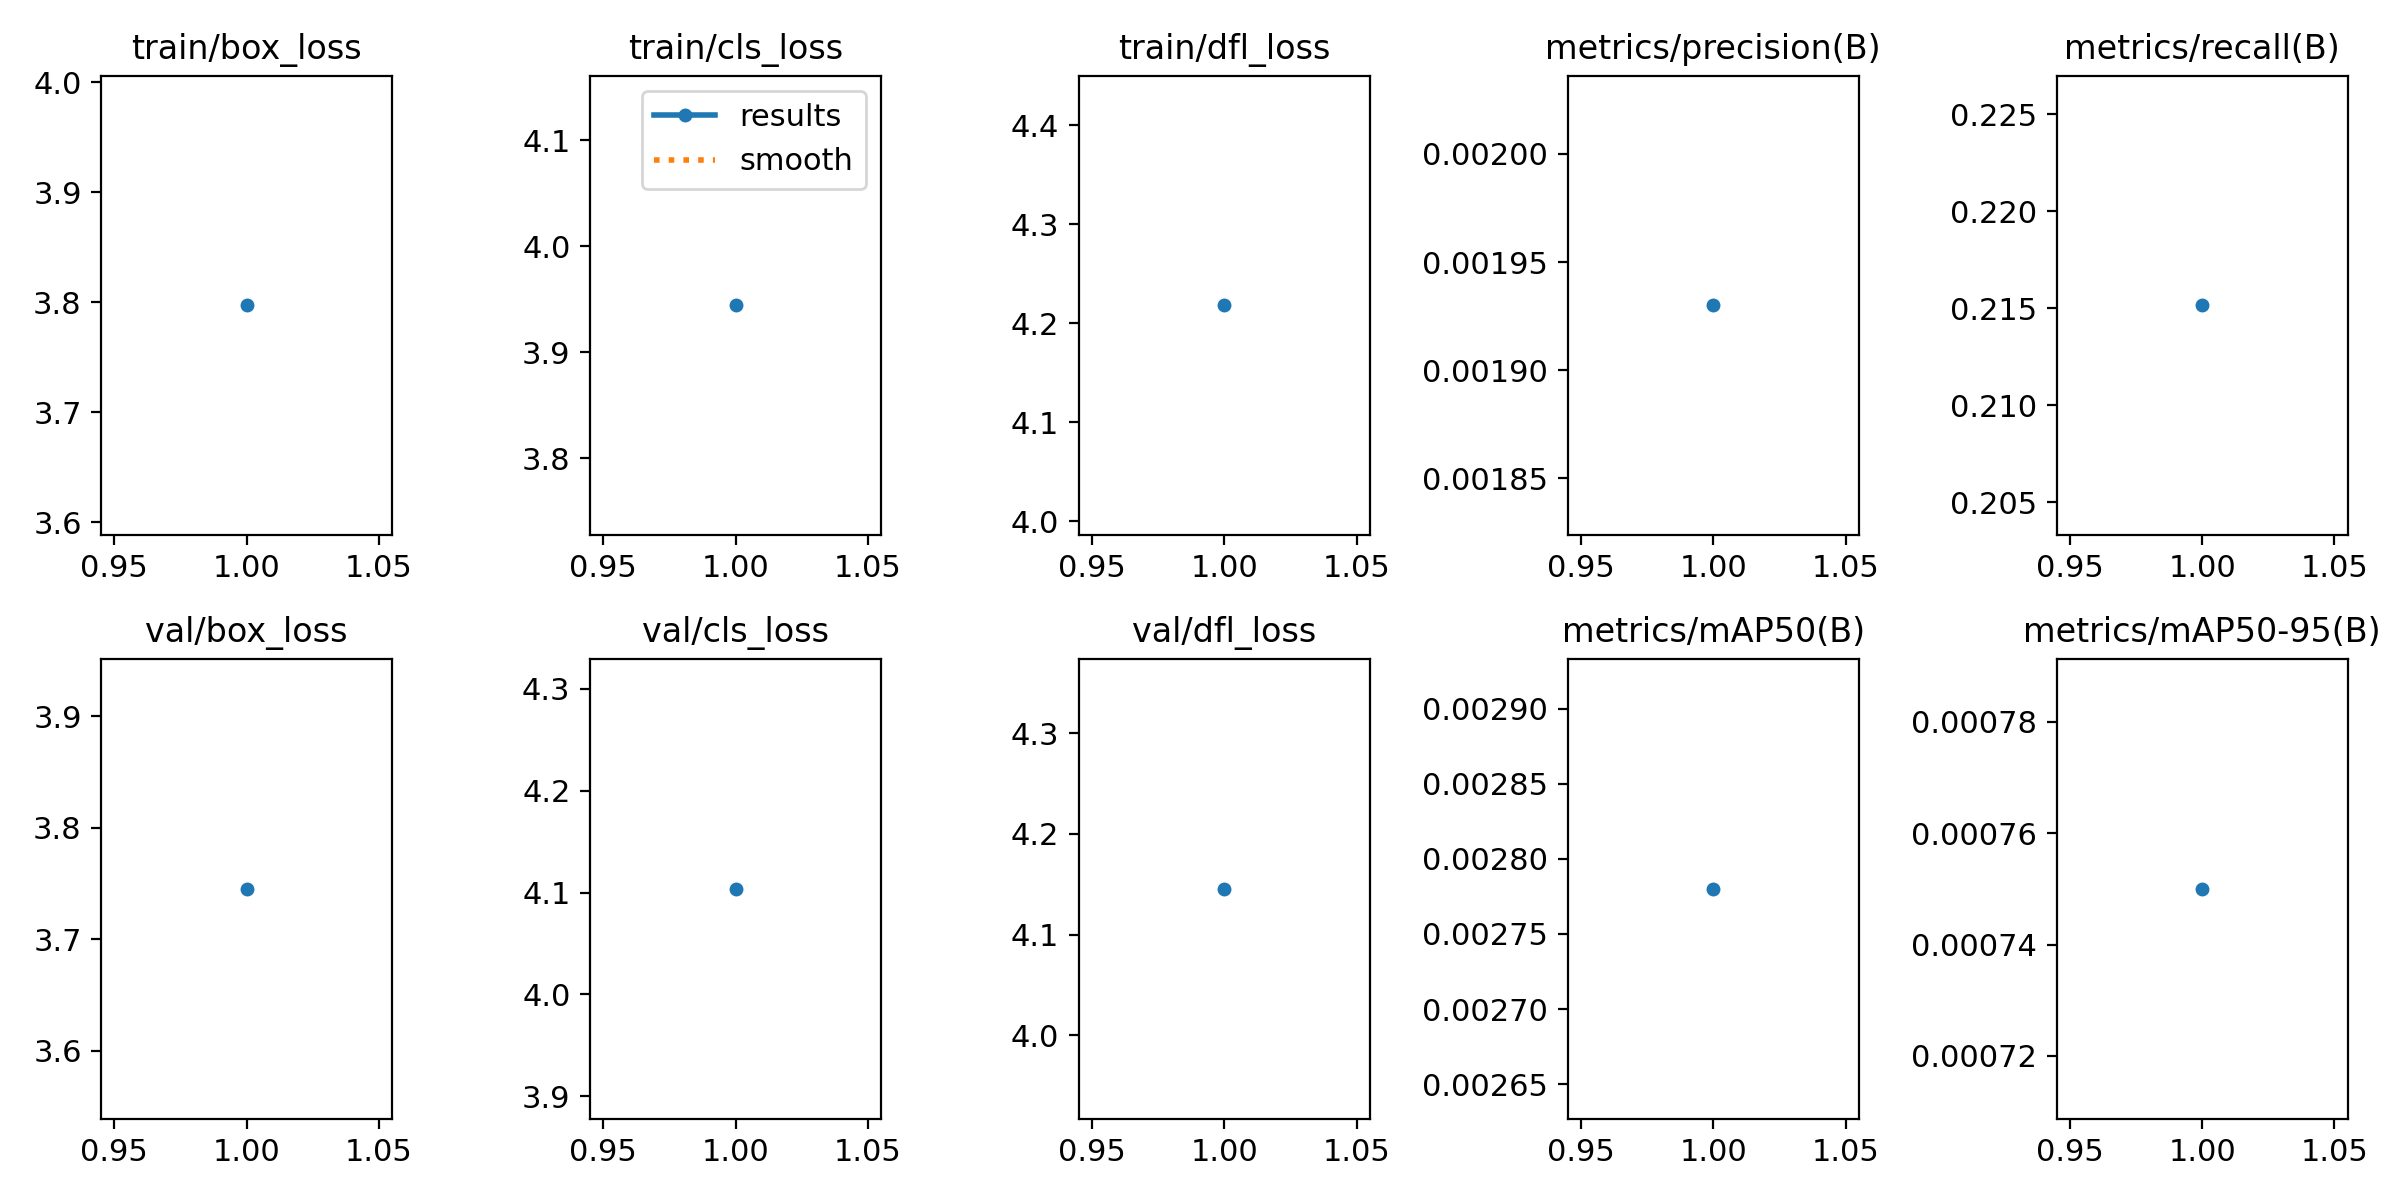 train/box_loss
4.0
3.9
3.8
3.7
3.6
0.95 1.00 1.05
train/cls_loss
results
smooth
4.1
4.0
3.9
3.8
0.95 1.00 1.05
train/dfl_loss
4.4
4.3
4.2
4.1
4.0
0.95 1.00 1.05
metrics/precision(B)
0.00200
0.00195
0.00190
0.00185
0.95 1.00 1.05
metrics/recall(B)
0.225
0.220
0.215
0.210
0.205
0.95 1.00 1.05
val/box_loss
3.9
3.8
3.7
3.6
0.95 1.00 1.05
val/cls_loss
4.3
4.2
4.1
4.0
3.9
0.95 1.00 1.05
val/dfl_loss
4.3
4.2
4.1
4.0
0.95 1.00 1.05
metrics/mAP50(B)
0.00290
0.00285
0.00280
0.00275
0.00270
0.00265
0.95 1.00 1.05
metrics/mAP50-95(B)
0.00078
0.00076
0.00074
0.00072
0.95 1.00 1.05